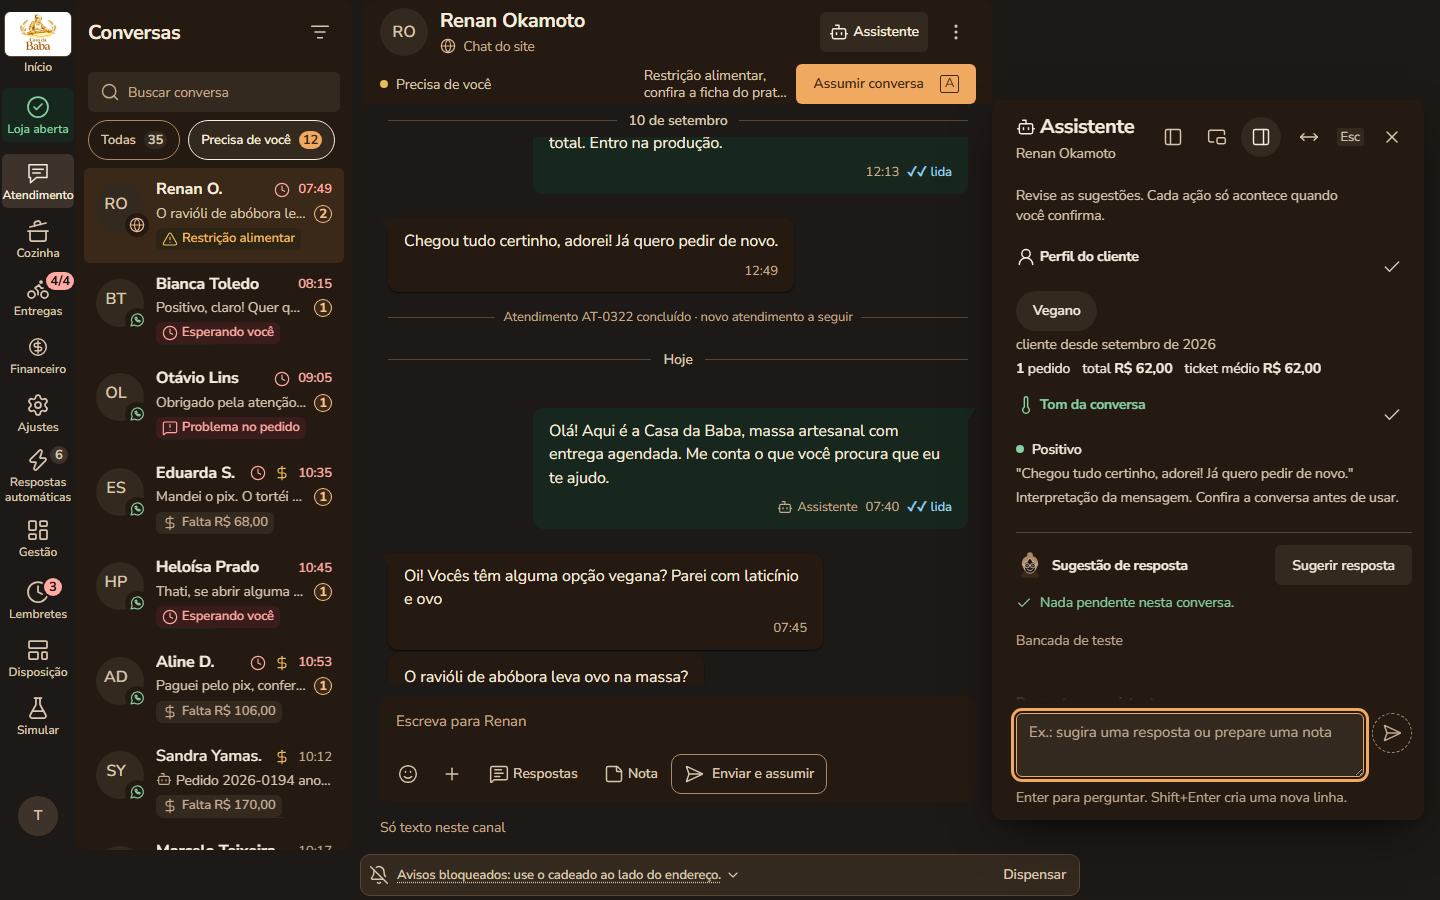 Casa da
Baba
Início
Loja aberta
Atendimento
Cozinha
4/4
Entregas
Financeiro
Ajustes
6
Respostas
automáticas
Gestão
3
Lembretes
Disposição
Simular
T
Conversas
Buscar conversa
Todas 35
Precisa de você 12
RO
Renan O. 07:49
O ravióli de abóbora le... 2
Restrição alimentar
BT
Bianca Toledo 08:15
Positivo, claro! Quer q... 1
Esperando você
OL
Otávio Lins 09:05
Obrigado pela atenção... 1
Problema no pedido
ES
Eduarda S. 10:35
Mandei o pix. O tortéi ... 1
Falta R$ 68,00
HP
Heloísa Prado 10:45
Thati, se abrir alguma ... 1
Esperando você
AD
Aline D. 10:53
Paguei pelo pix, confer... 1
Falta R$ 106,00
SY
Sandra Yamas. 10:12
Pedido 2026-0194 ano...
Falta R$ 170,00
Marcelo Teixeira 10:17
RO
Renan Okamoto
Chat do site
Assistente
Precisa de você
Restrição alimentar,
confira a ficha do prat...
Assumir conversa A
10 de setembro
total. Entro na produção.
12:13 lida
Chegou tudo certinho, adorei! Já quero pedir de novo.
12:49
Atendimento AT-0322 concluído · novo atendimento a seguir
Hoje
Olá! Aqui é a Casa da Baba, massa artesanal com
entrega agendada. Me conta o que você procura que eu
te ajudo.
Assistente 07:40 lida
Oi! Vocês têm alguma opção vegana? Parei com laticínio
e ovo
07:45
O ravióli de abóbora leva ovo na massa?
Escreva para Renan
Respostas
Nota
Enviar e assumir
Só texto neste canal
Avisos bloqueados: use o cadeado ao lado do endereço.
Dispensar
Assistente
Renan Okamoto
Esc
Revise as sugestões. Cada ação só acontece quando
você confirma.
Perfil do cliente
Vegano
cliente desde setembro de 2026
1 pedido total R$ 62,00 ticket médio R$ 62,00
Tom da conversa
Positivo
"Chegou tudo certinho, adorei! Já quero pedir de novo."
Interpretação da mensagem. Confira a conversa antes de usar.
Sugestão de resposta
Sugerir resposta
Nada pendente nesta conversa.
Bancada de teste
Ex.: sugira uma resposta ou prepare uma nota
Enter para perguntar. Shift+Enter cria uma nova linha.